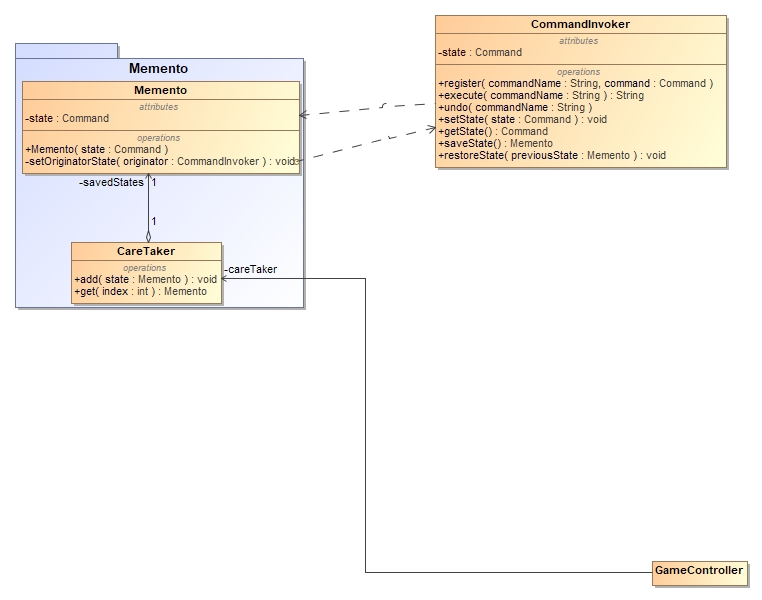 Memento
Memento
attributes
-state : Command
operations
+Memento( state : Command )
-setOriginatorState( originator : CommandInvoker ) : void
-savedStates
1
1
CareTaker
operations
+add( state : Memento ) : void
+get( index : int ) : Memento
-careTaker
CommandInvoker
attributes
-state : Command
operations
+register( commandName : String, command : Command )
+execute( commandName : String ) : String
+undo( commandName : String )
+setState( state : Command ) : void
+getState() : Command
+saveState() : Memento
+restoreState( previousState : Memento ) : void
GameController